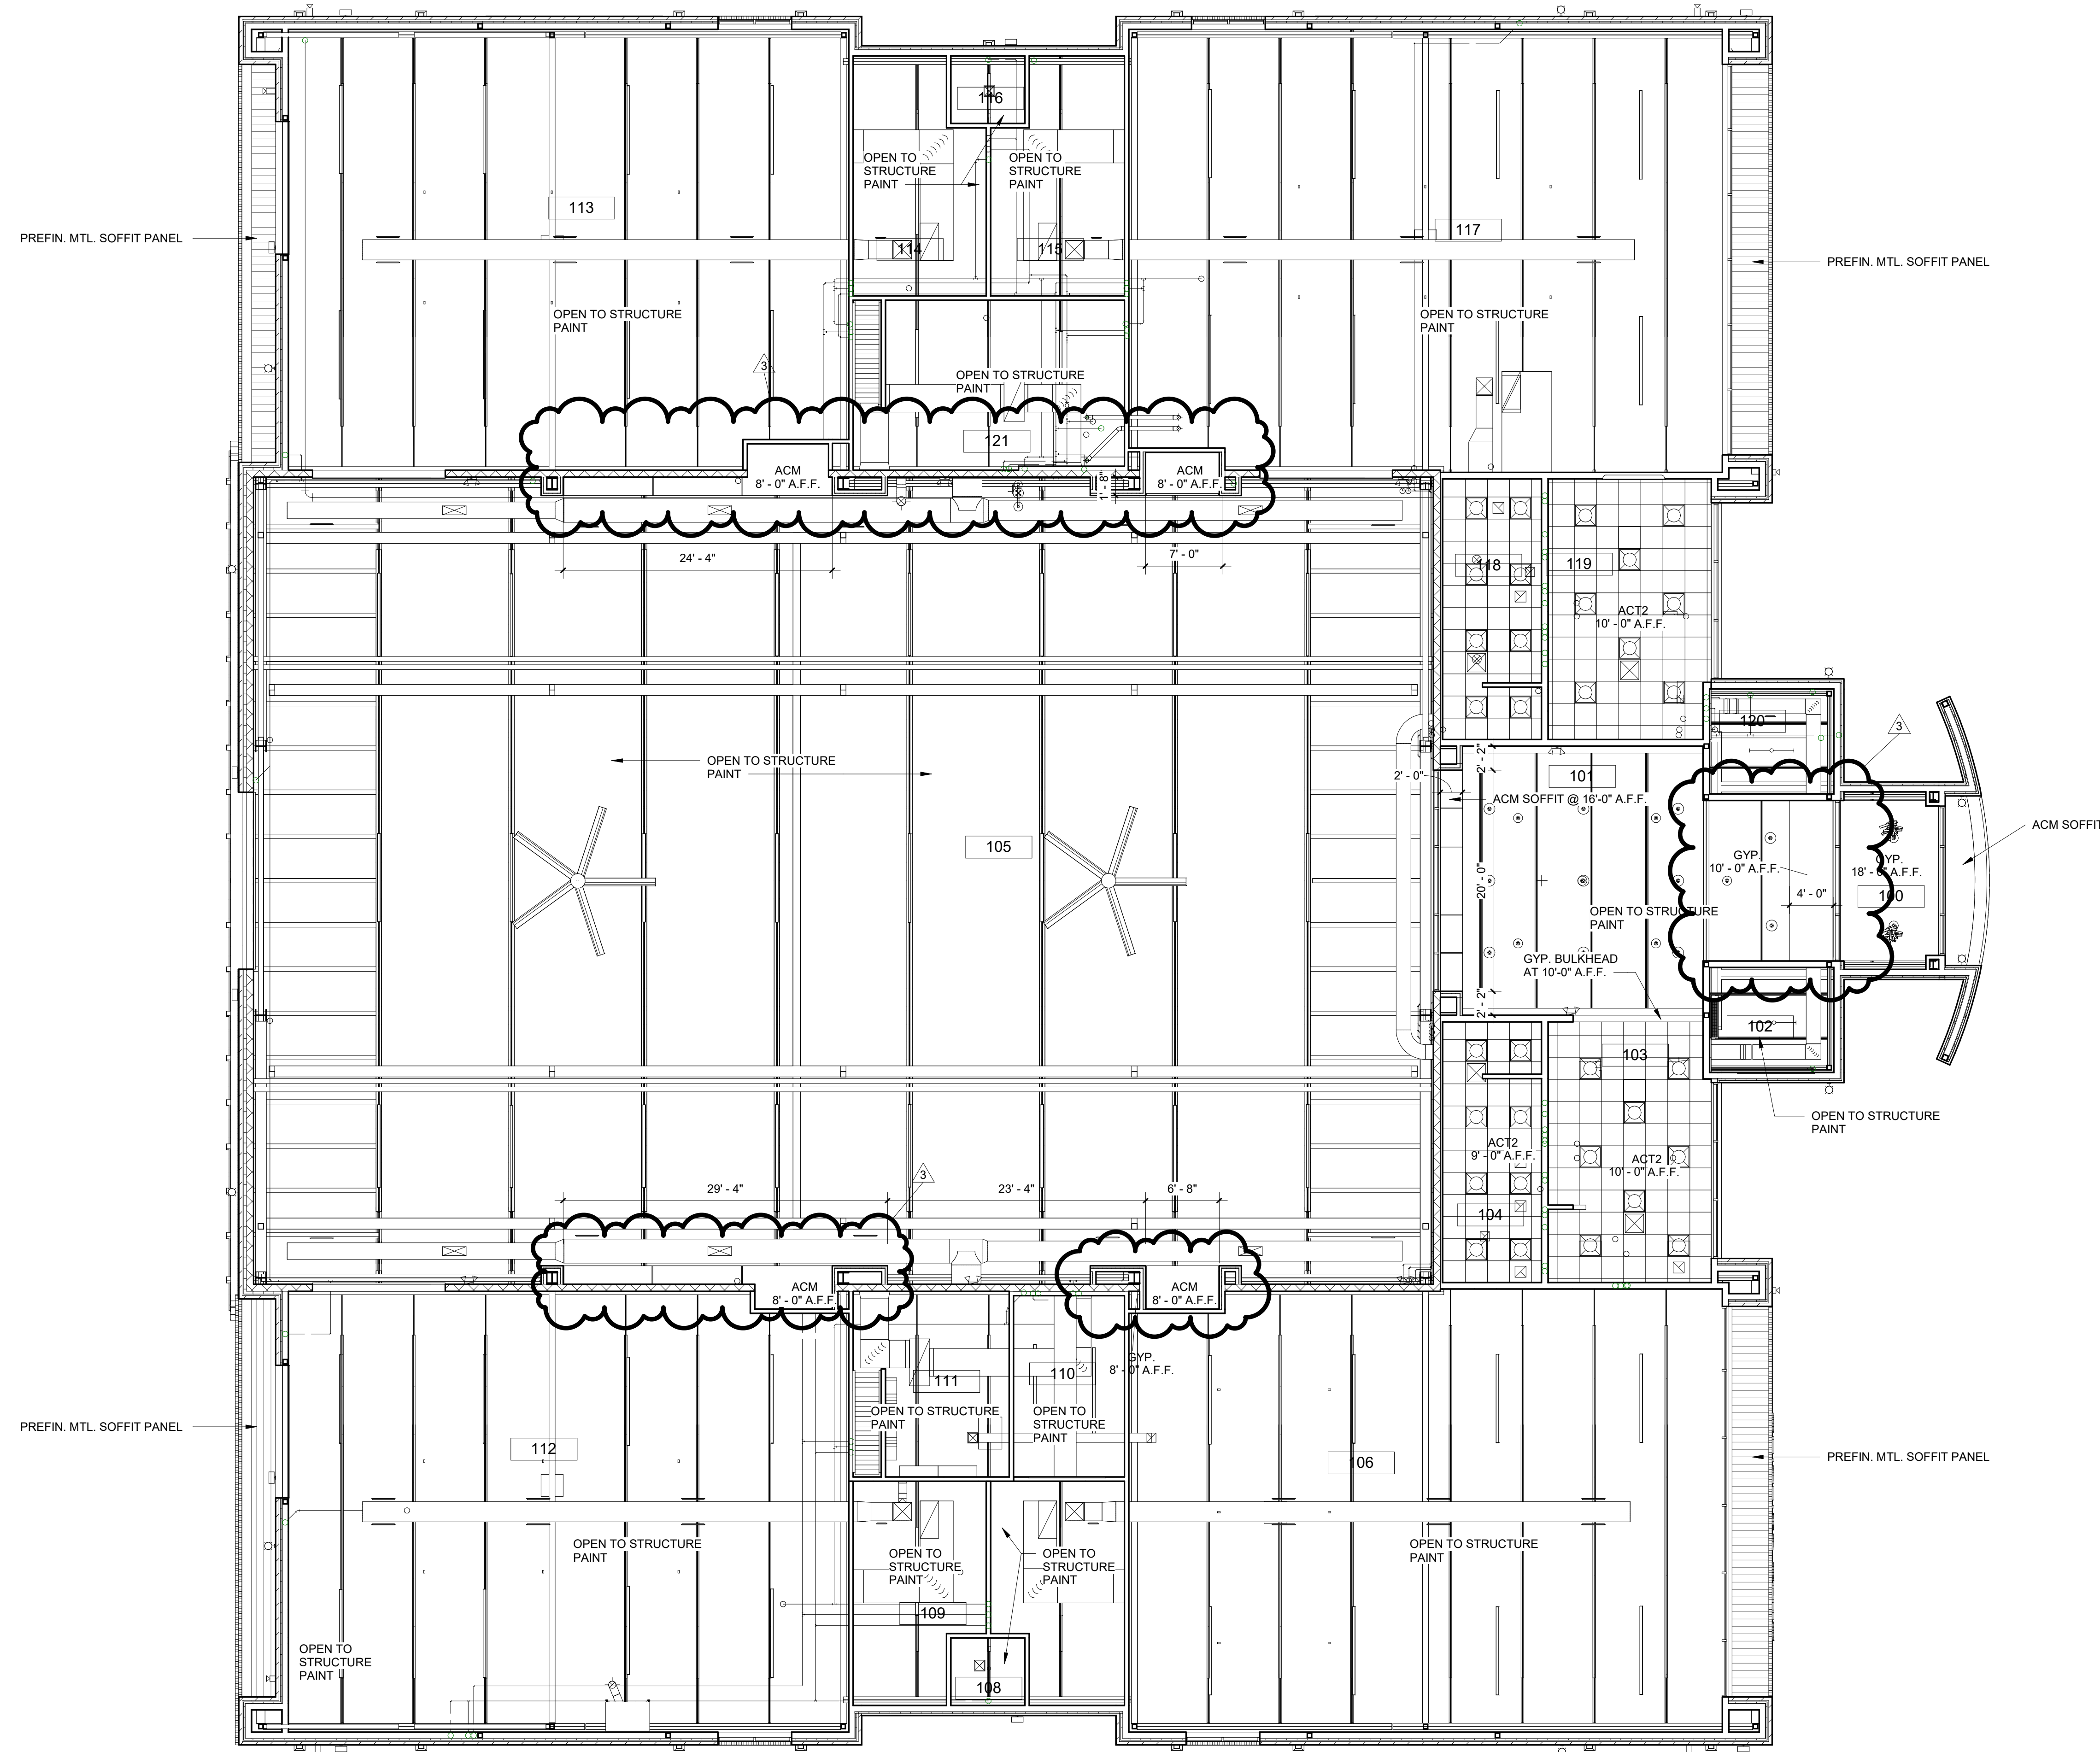 116
OPEN TO
STRUCTURE
PAINT
OPEN TO
STRUCTURE
PAINT
113
117
PREFIN. MTL. SOFFIT PANEL
114
115
PREFIN. MTL. SOFFIT PANEL
OPEN TO STRUCTURE
PAINT
OPEN TO STRUCTURE
PAINT
3
OPEN TO STRUCTURE
PAINT
121
ACM
8' - 0" A.F.F.
ACM
8' - 0" A.F.F.
1' - 8"
24' - 4"
7' - 0"
118
119
ACT2
10' - 0" A.F.F.
120
3
OPEN TO STRUCTURE
PAINT
2' - 2"
2' - 0"
101
ACM SOFFIT @ 16'-0" A.F.F.
ACM SOFFIT
105
GYP.
10' - 0" A.F.F.
GYP.
18' - 0" A.F.F.
4' - 0"
100
20' - 0"
OPEN TO STRUCTURE
PAINT
GYP. BULKHEAD
AT 10'-0" A.F.F.
2' - 2"
102
103
OPEN TO STRUCTURE
PAINT
ACT2
9' - 0" A.F.F.
ACT2
10' - 0" A.F.F.
104
3
29' - 4"
23' - 4"
6' - 8"
ACM
8' - 0" A.F.F.
ACM
8' - 0" A.F.F.
GYP.
8' - 0" A.F.F.
111
110
OPEN TO STRUCTURE
PAINT
OPEN TO
STRUCTURE
PAINT
PREFIN. MTL. SOFFIT PANEL
PREFIN. MTL. SOFFIT PANEL
112
106
OPEN TO STRUCTURE
PAINT
OPEN TO
STRUCTURE
PAINT
OPEN TO
STRUCTURE
PAINT
OPEN TO STRUCTURE
PAINT
109
OPEN TO
STRUCTURE
PAINT
108